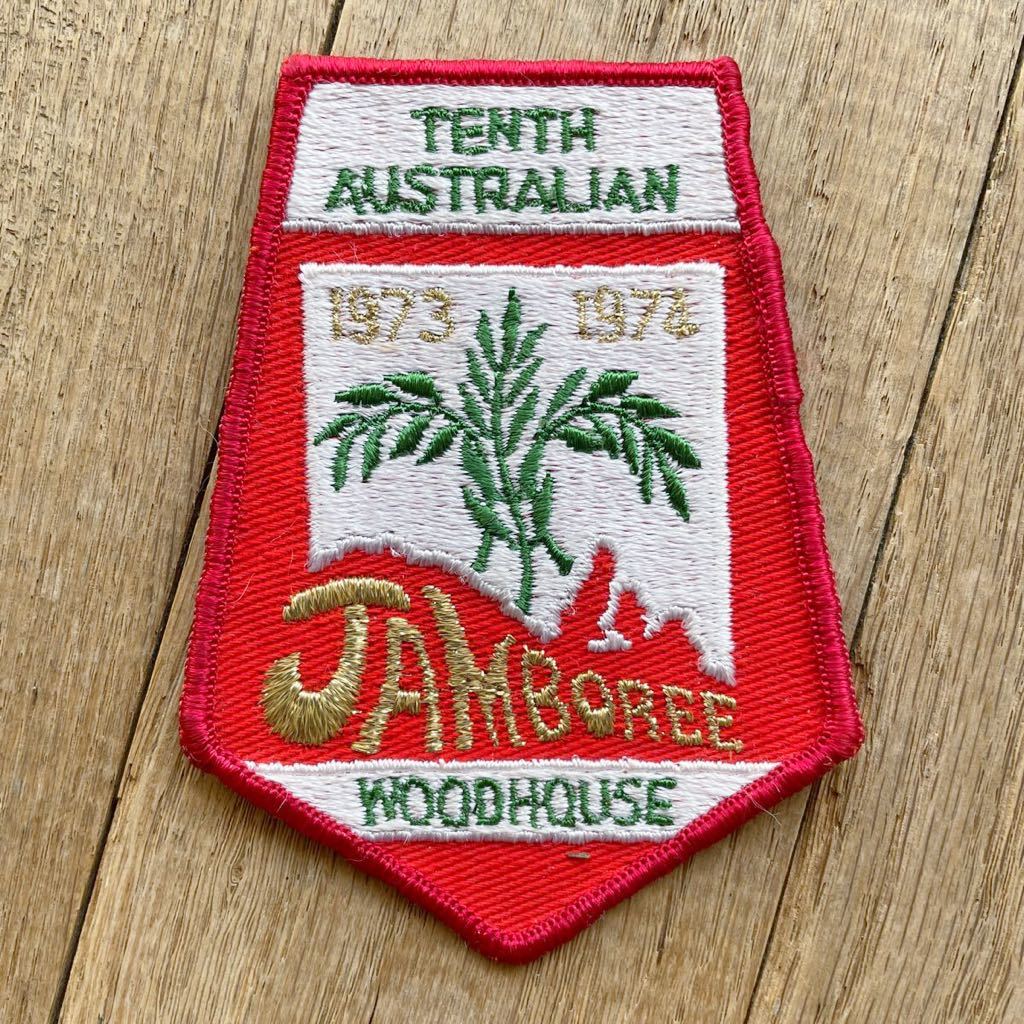 TENTH
AUSTRALIAN
1973 1974
JAMBOREE
WOODHOUSE